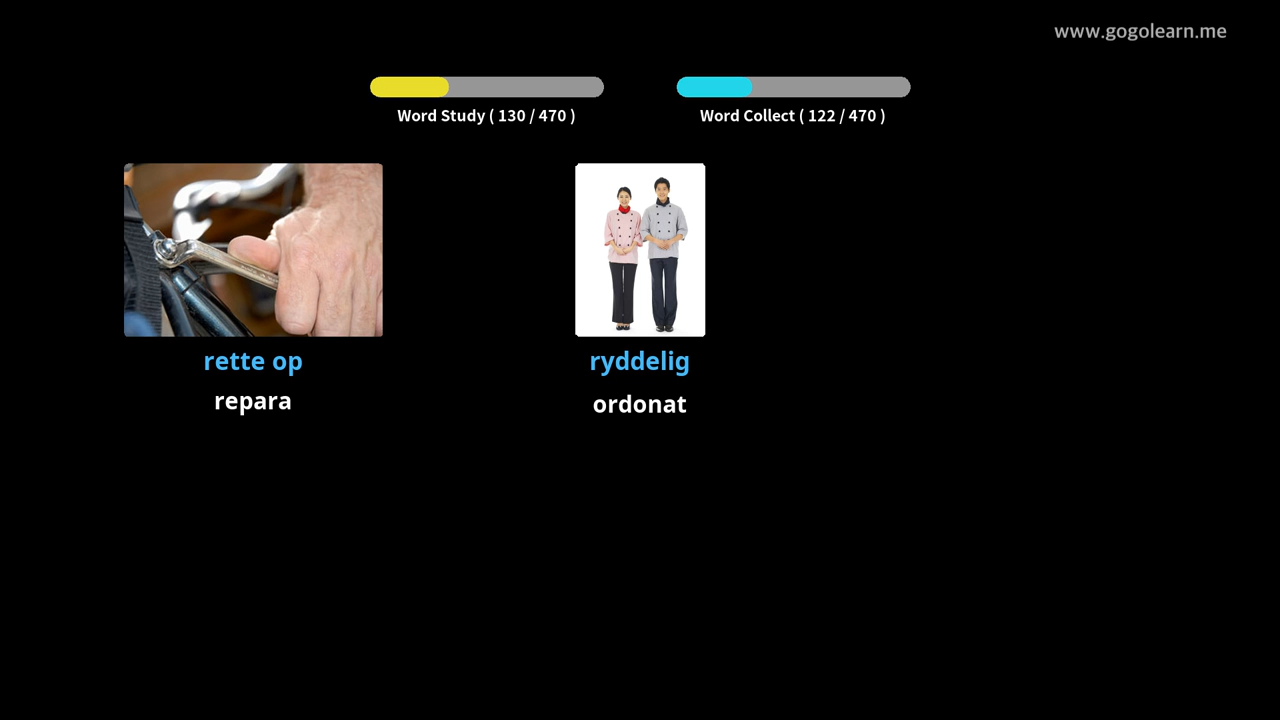 www.gogolearn.me
Word Study ( 130 / 470 )
Word Collect ( 122 / 470 )
rette op
repara
ryddelig
ordonat